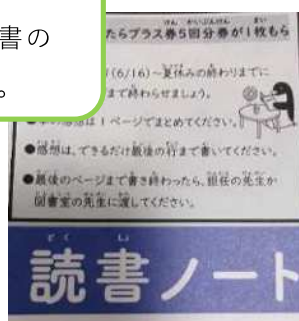 書の
。
たらプラス券5回分券が1枚もら
(6/16)～夏休みの終わりまでに
まで終わらせましょう。
感想は1ページでまとめてください。
●感想は、できるだけ最後の行まで書いてください。
●最後のページまで書き終わったら、担任の先生か
図書室の先生に渡してください。
どくしょ
読書ノート